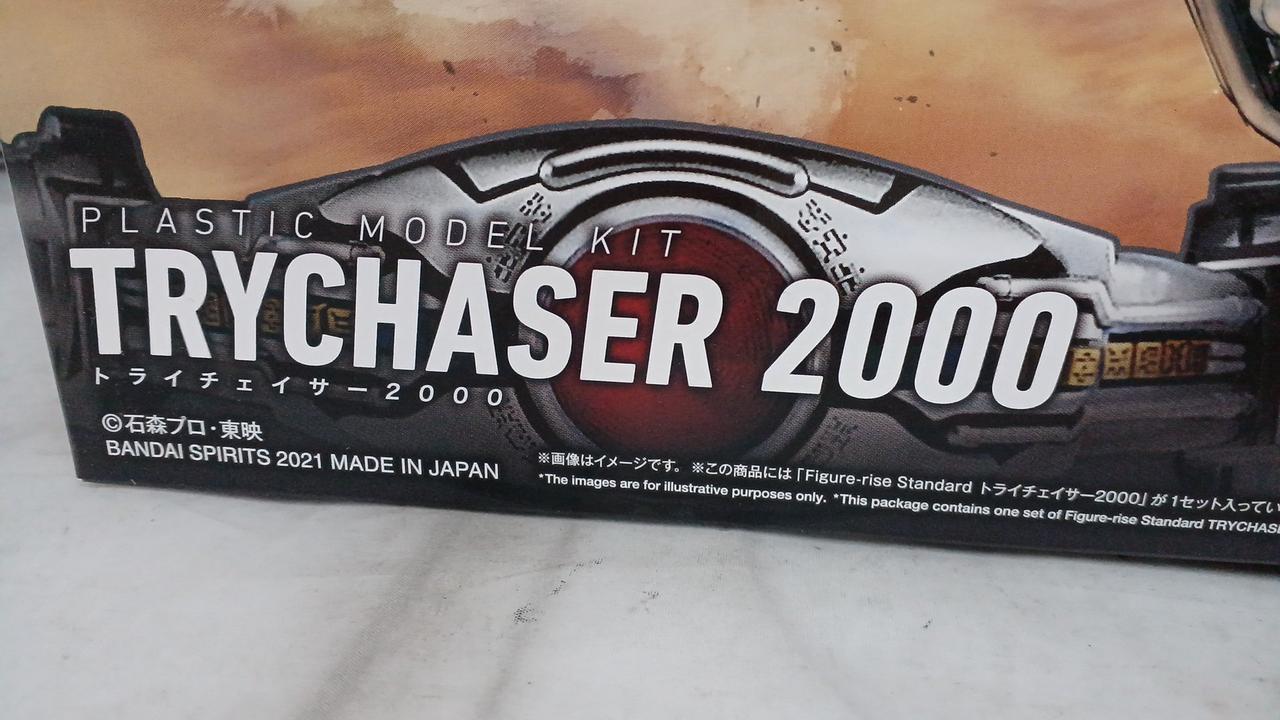 PLASTIC MODEL KIT
TRYCHASER 2000
トライチェイサー2000
©石森プロ・東映
BANDAI SPIRITS 2021 MADE IN JAPAN
※画像はイメージです。 ※この商品には「Figure-rise Standard トライチェイサー2000」が1セット入ってい
*The images are for illustrative purposes only. *This package contains one set of Figure-rise Standard TRYCHAS